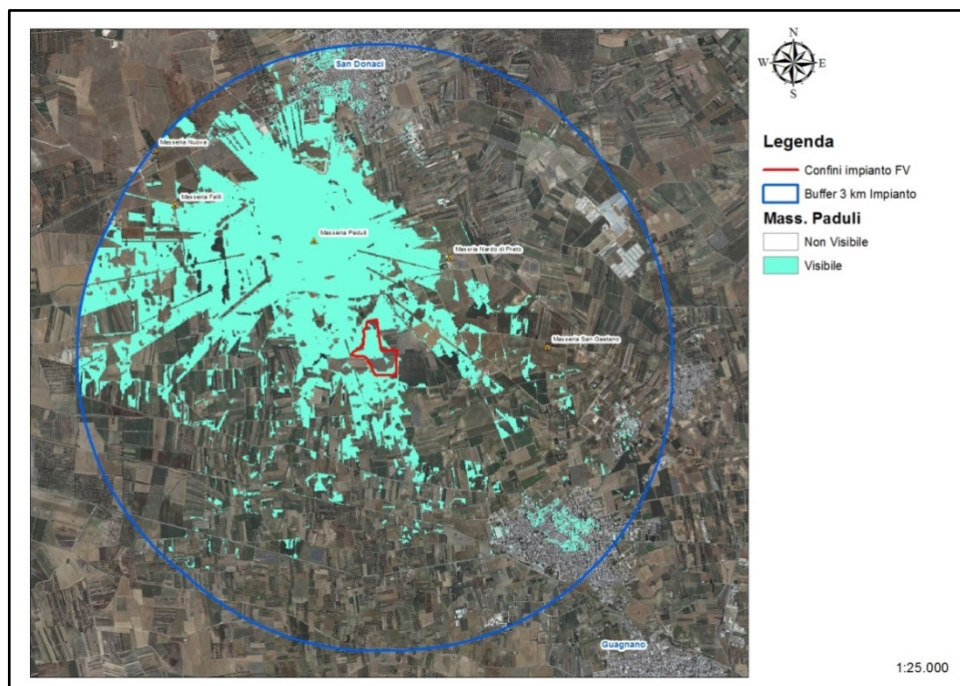 San Donaci
Masseria Nuova
Masseria Falli
Masseria Paduli
Masseria Nardo di Prato
Masseria San Gaetano
Guagnano
N
W
E
S
Legenda
Confini impianto FV
Buffer 3 km Impianto
Mass. Paduli
Non Visibile
Visibile
1:25.000